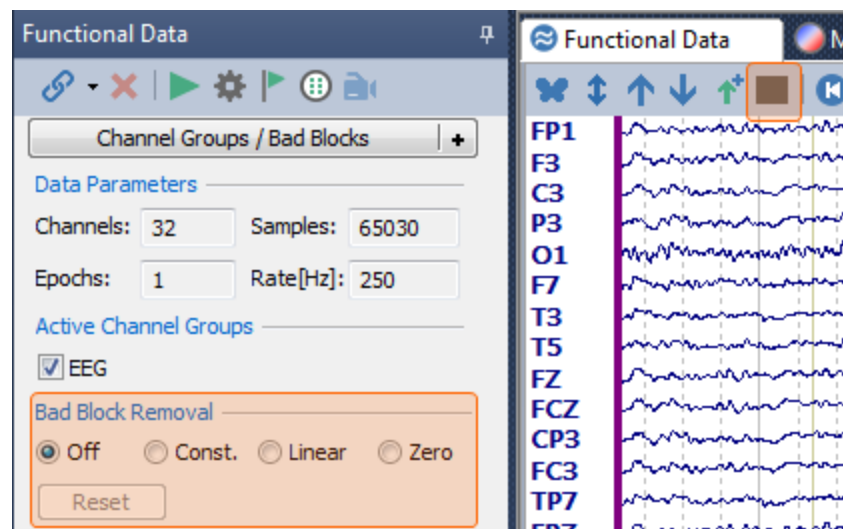 Functional Data
Channel Groups / Bad Blocks +
Data Parameters
Channels: 32 Samples: 65030
Epochs: 1 Rate[Hz]: 250
Active Channel Groups
EEG
Bad Block Removal
Off Const. Linear Zero
Reset
Functional Data M
FP1
F3
C3
P3
O1
F7
T3
T5
FZ
FCZ
CP3
FC3
TP7